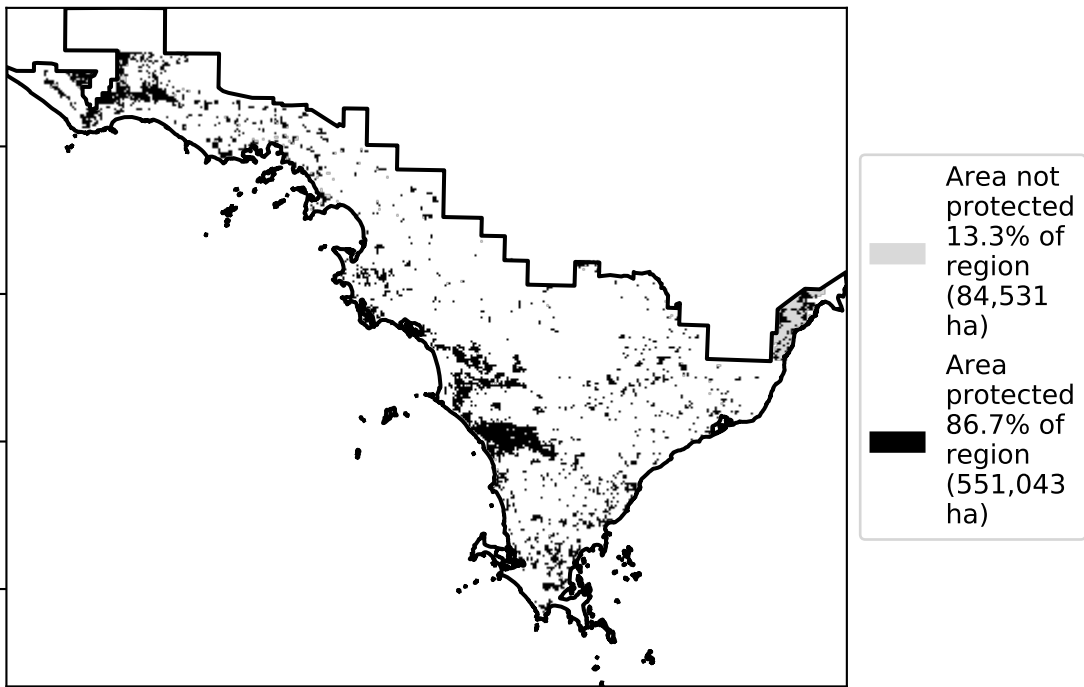 Area not
protected
13.3% of
region
(84,531
ha)
Area
protected
86.7% of
region
(551,043
ha)